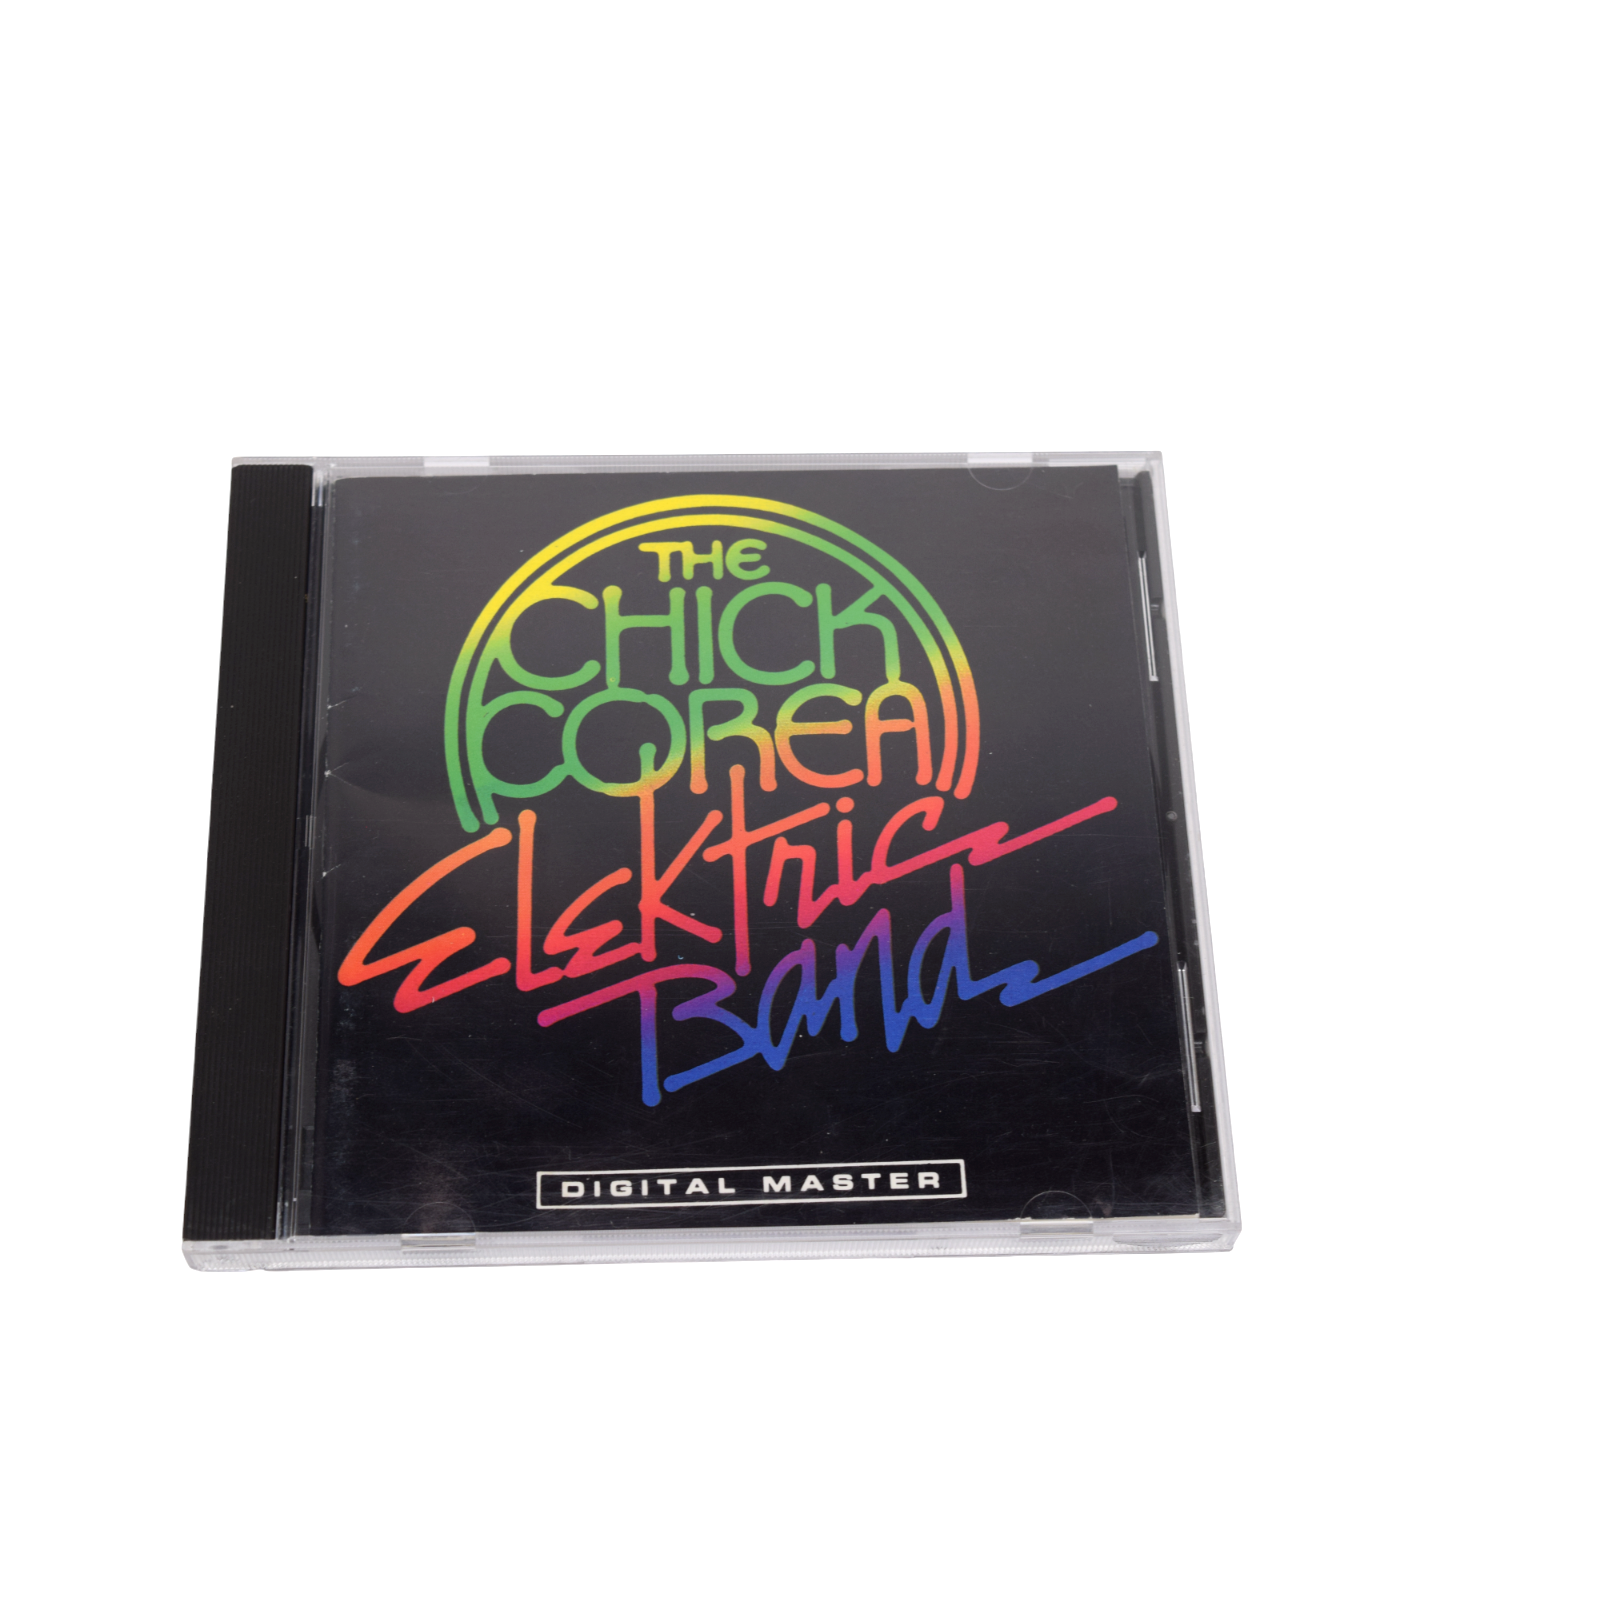 THE
CHICK
COREA
Elektric
Band
DIGITAL MASTER